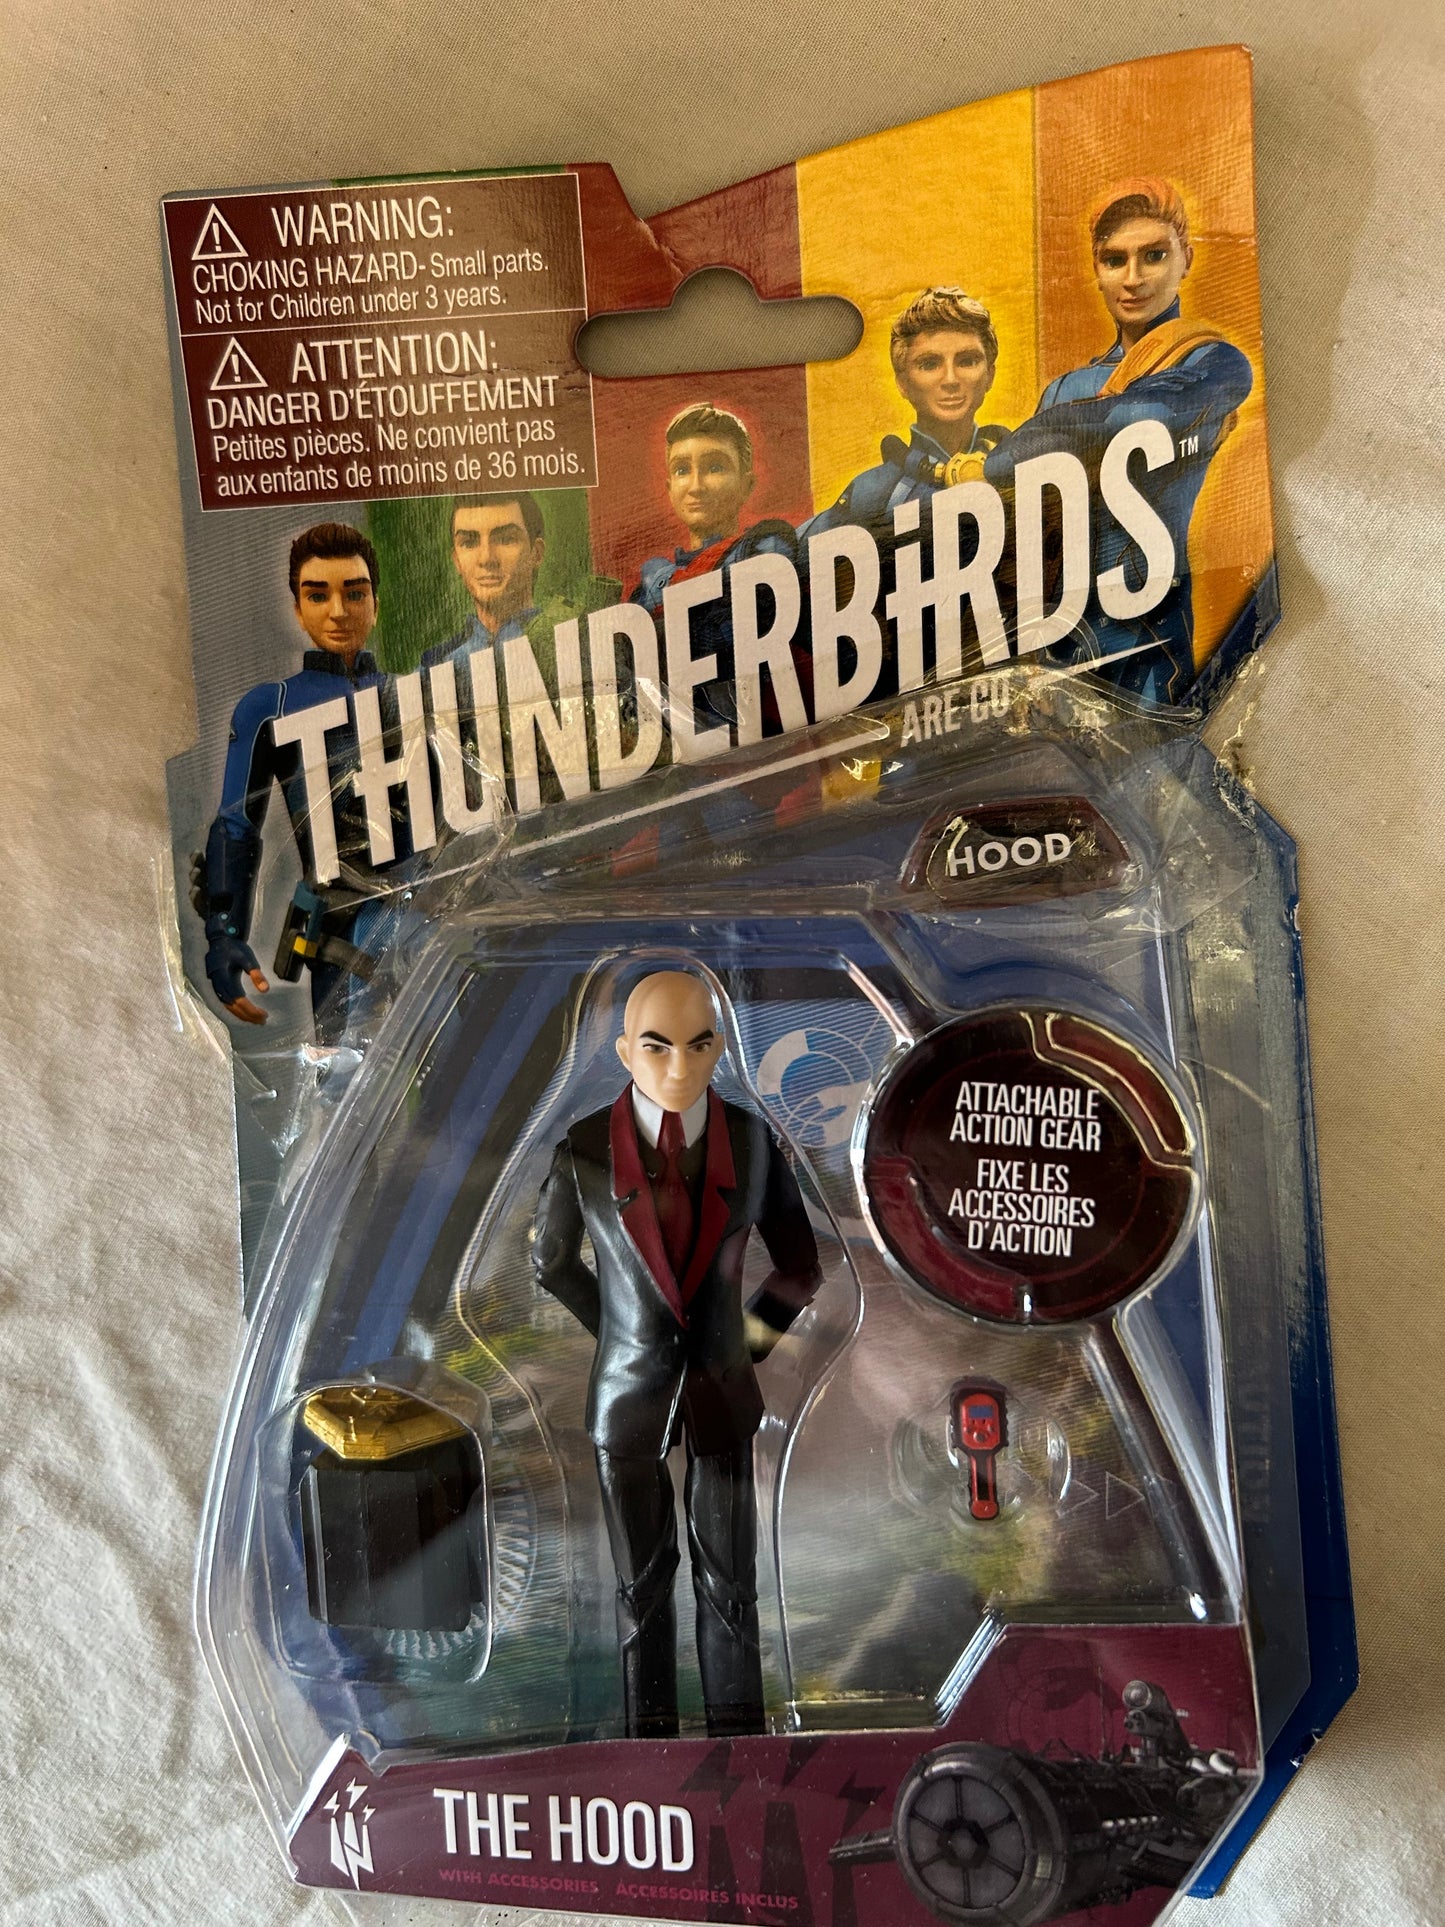 WARNING:
CHOKING HAZARD- Small parts.
Not for Children under 3 years.
ATTENTION:
DANGER D'ÉTOUFFEMENT
Petites pièces. Ne convient pas
aux enfants de moins de 36 mois.
THUNDERBiRDS™
ARE GO
HOOD
ATTACHABLE
ACTION GEAR
FIXE LES
ACCESSOIRES
D'ACTION
THE HOOD
WITH ACCESSORIES ACCESSOIRES INCLUS